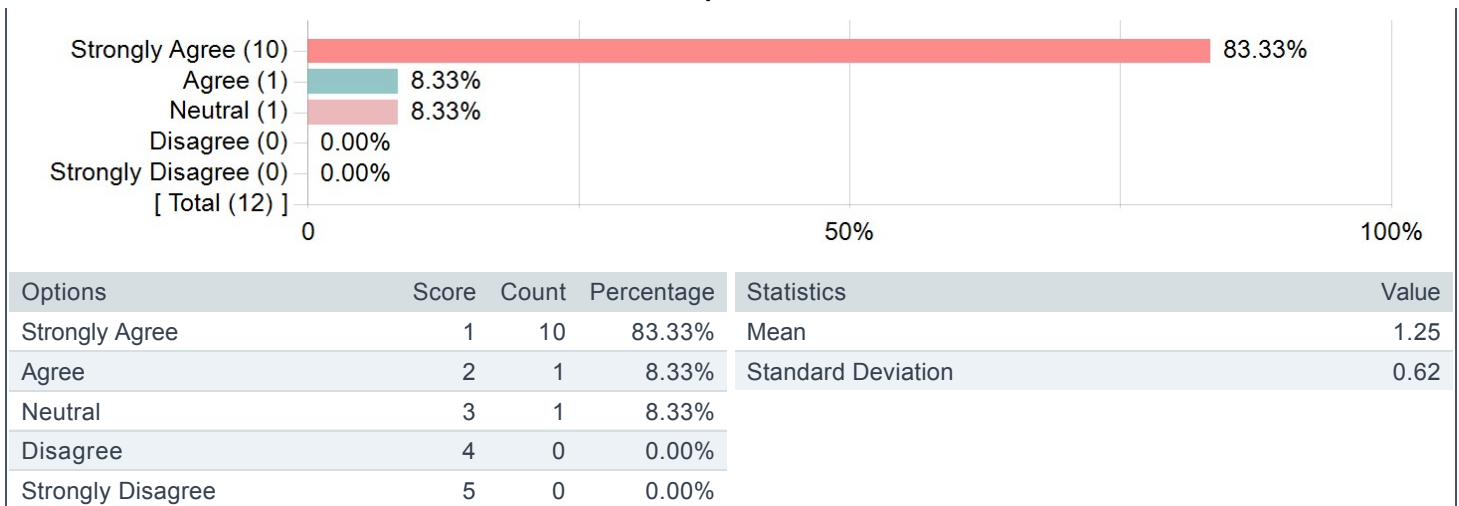 Strongly Agree (10) 83.33%
Agree (1) 8.33%
Neutral (1) 8.33%
Disagree (0) 0.00%
Strongly Disagree (0) 0.00%
[ Total (12) ]
0 50% 100%
Options Score Count Percentage
Strongly Agree 1 10 83.33%
Agree 2 1 8.33%
Neutral 3 1 8.33%
Disagree 4 0 0.00%
Strongly Disagree 5 0 0.00%
Statistics Value
Mean 1.25
Standard Deviation 0.62